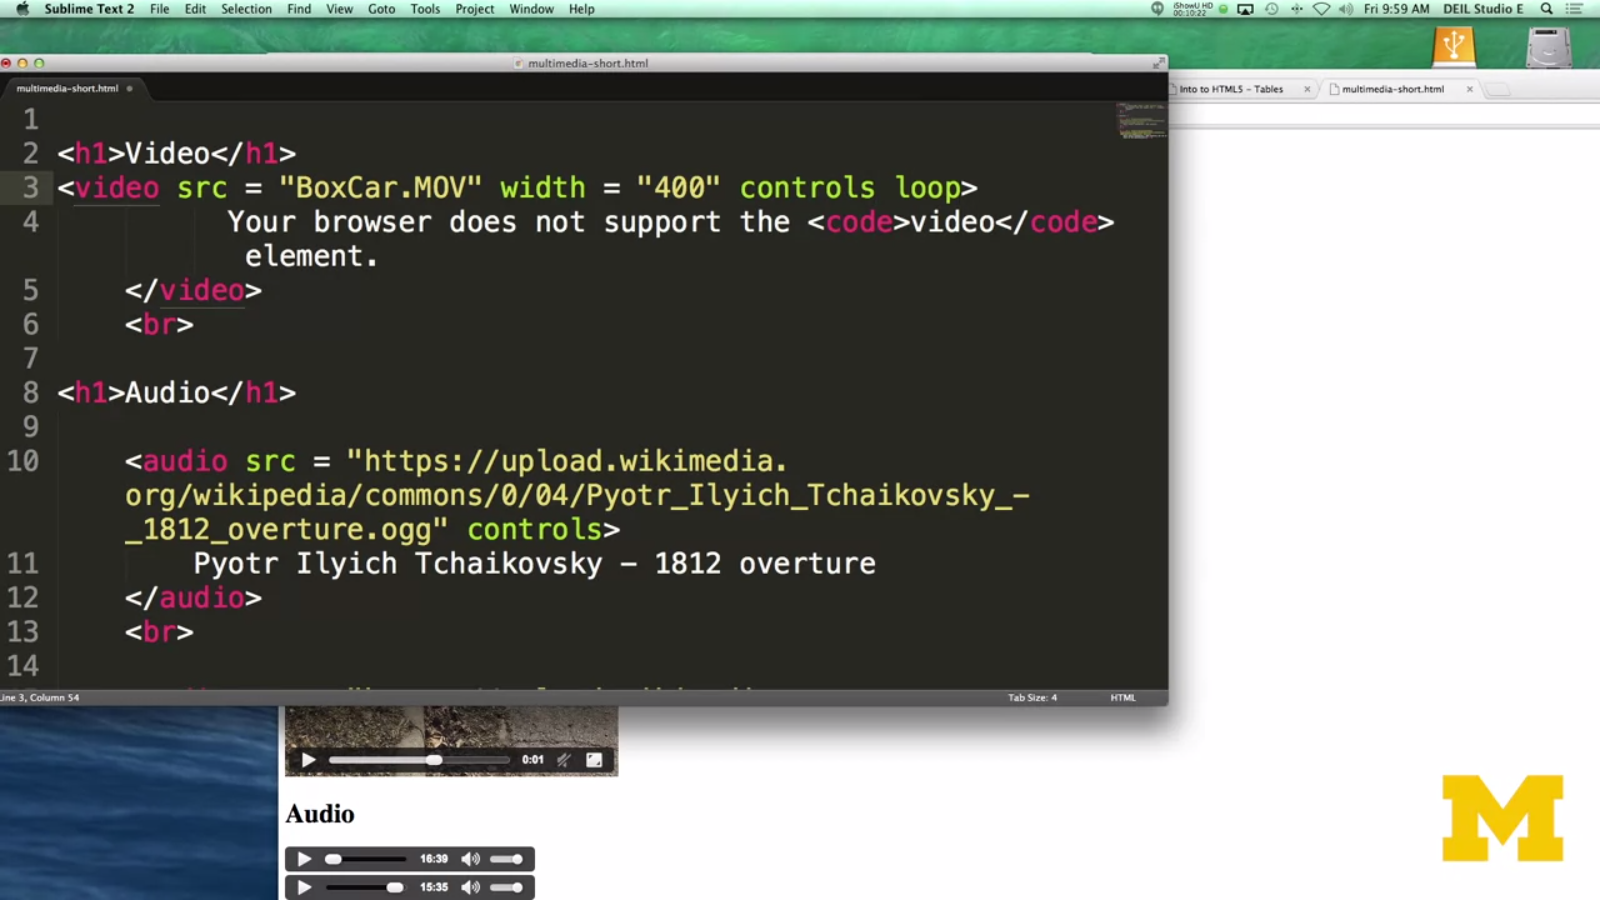 Sublime Text 2 File Edit Selection Find View Goto Tools Project Window Help iShowU HD 00:10:22 Fri 9:59 AM DEIL Studio E
multimedia-short.html
multimedia-short.html
Into to HTML5 - Tables multimedia-short.html
1
2 <h1>Video</h1>
3 <video src = "BoxCar.MOV" width = "400" controls loop>
4 Your browser does not support the <code>video</code>
element.
5 </video>
6 <br>
7
8 <h1>Audio</h1>
9
10 <audio src = "https://upload.wikimedia.
org/wikipedia/commons/0/04/Pyotr_Ilyich_Tchaikovsky_-
_1812_overture.ogg" controls>
11 Pyotr Ilyich Tchaikovsky - 1812 overture
12 </audio>
13 <br>
14
Line 3, Column 54 Tab Size: 4 HTML
0:01
Audio
16:39
15:35
M